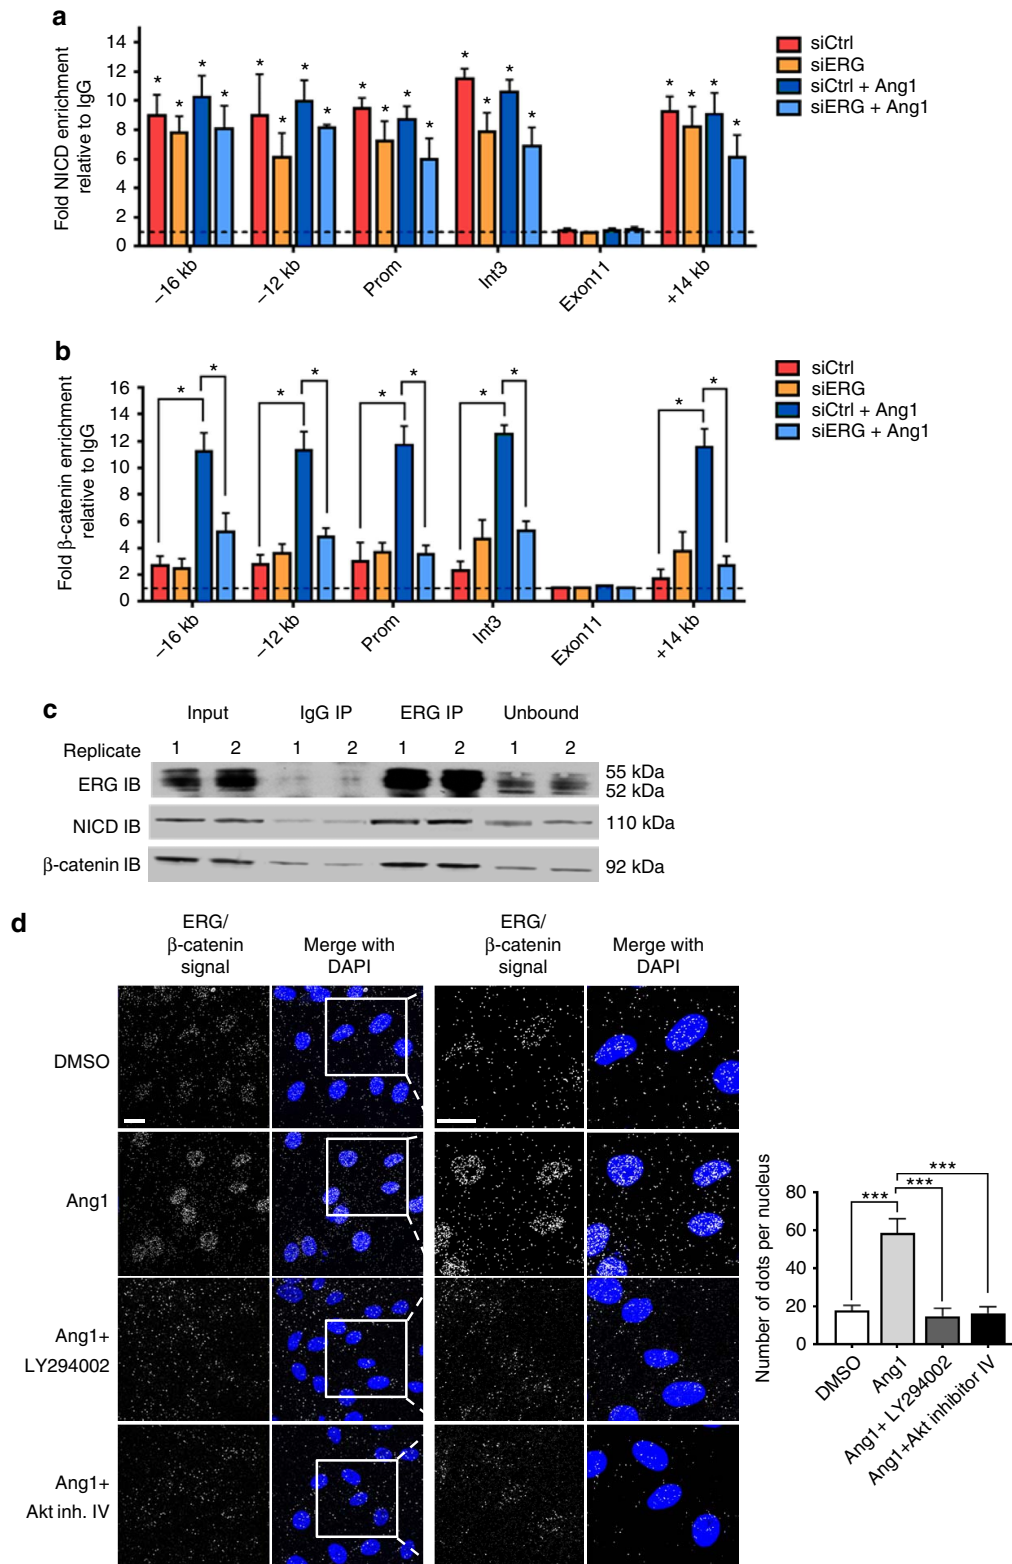 a
Fold NICD enrichment
relative to IgG
14
12
10
8
6
4
2
0
* * * * * * * * * * * * * * * * * * * *
–16 kb
–12 kb
Prom
Int3
Exon11
+14 kb
siCtrl
siERG
siCtrl + Ang1
siERG + Ang1
b
Fold β-catenin enrichment
relative to IgG
16
14
12
10
8
6
4
2
0
* * * * * * * * * *
–16 kb
–12 kb
Prom
Int3
Exon11
+14 kb
siCtrl
siERG
siCtrl + Ang1
siERG + Ang1
c
Input IgG IP ERG IP Unbound
Replicate 1 2 1 2 1 2 1 2
ERG IB
55 kDa
52 kDa
NICD IB 110 kDa
β-catenin IB 92 kDa
d
ERG/
β-catenin
signal
Merge with
DAPI
ERG/
β-catenin
signal
Merge with
DAPI
DMSO
Ang1
Ang1+
LY294002
Ang1+
Akt inh. IV
Number of dots per nucleus
80
60
40
20
0
***
***
***
DMSO
Ang1
Ang1+ LY294002
Ang1+Akt inhibitor IV